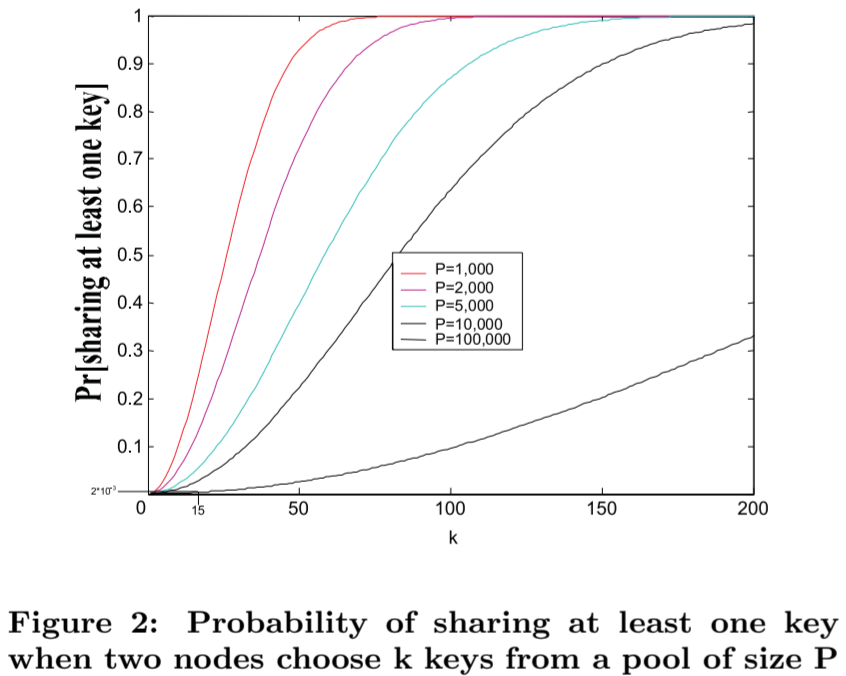 1
0.9
0.8
0.7
0.6
0.5
0.4
0.3
0.2
0.1
2*10⁻³
Pr[sharing at least one key]
P=1,000
P=2,000
P=5,000
P=10,000
P=100,000
0 15 50 100 150 200
k
Figure 2: Probability of sharing at least one key
when two nodes choose k keys from a pool of size P